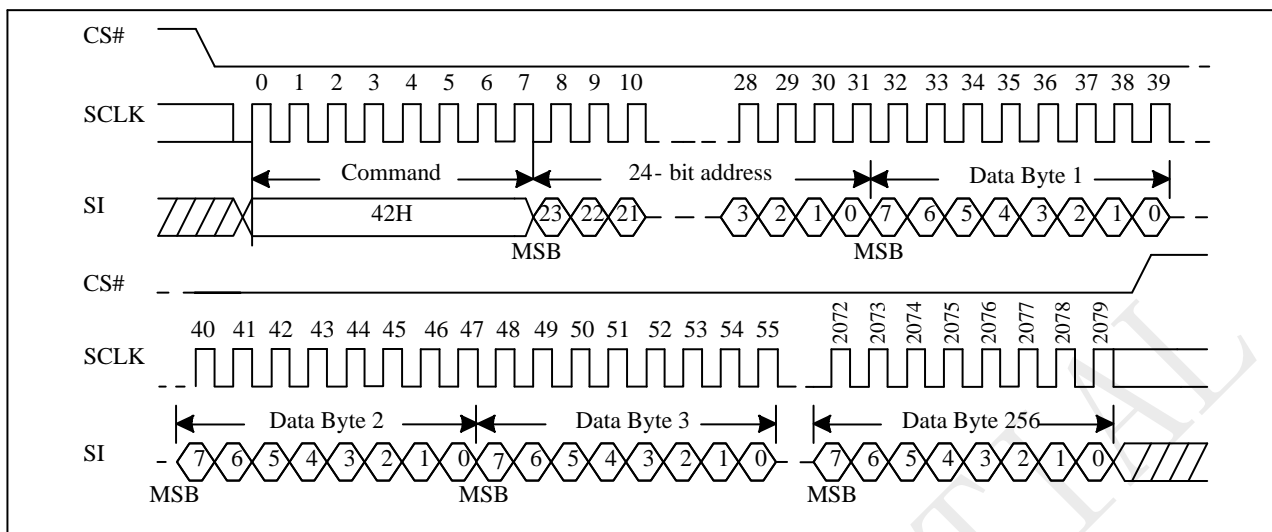 CS#
0 1 2 3 4 5 6 7 8 9 10 28 29 30 31 32 33 34 35 36 37 38 39
SCLK
Command 24- bit address Data Byte 1
SI 42H 23 22 21 3 2 1 0 7 6 5 4 3 2 1 0
MSB MSB
CS#
40 41 42 43 44 45 46 47 48 49 50 51 52 53 54 55 2072 2073 2074 2075 2076 2077 2078 2079
SCLK
Data Byte 2 Data Byte 3 Data Byte 256
SI 7 6 5 4 3 2 1 0 7 6 5 4 3 2 1 0 7 6 5 4 3 2 1 0
MSB MSB MSB
TIAL